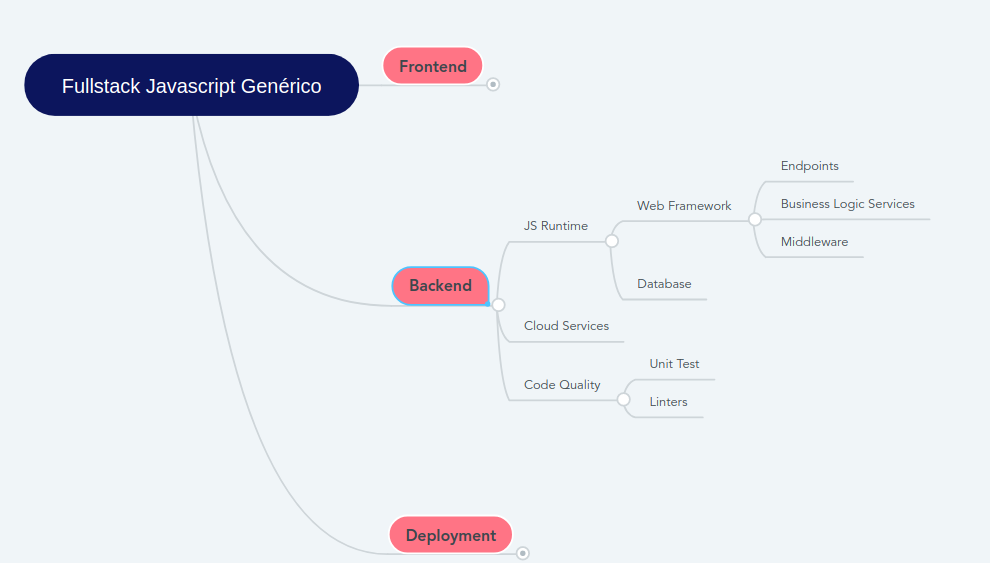 Fullstack Javascript Genérico
Frontend
Backend
JS Runtime
Web Framework
Endpoints
Business Logic Services
Middleware
Database
Cloud Services
Code Quality
Unit Test
Linters
Deployment